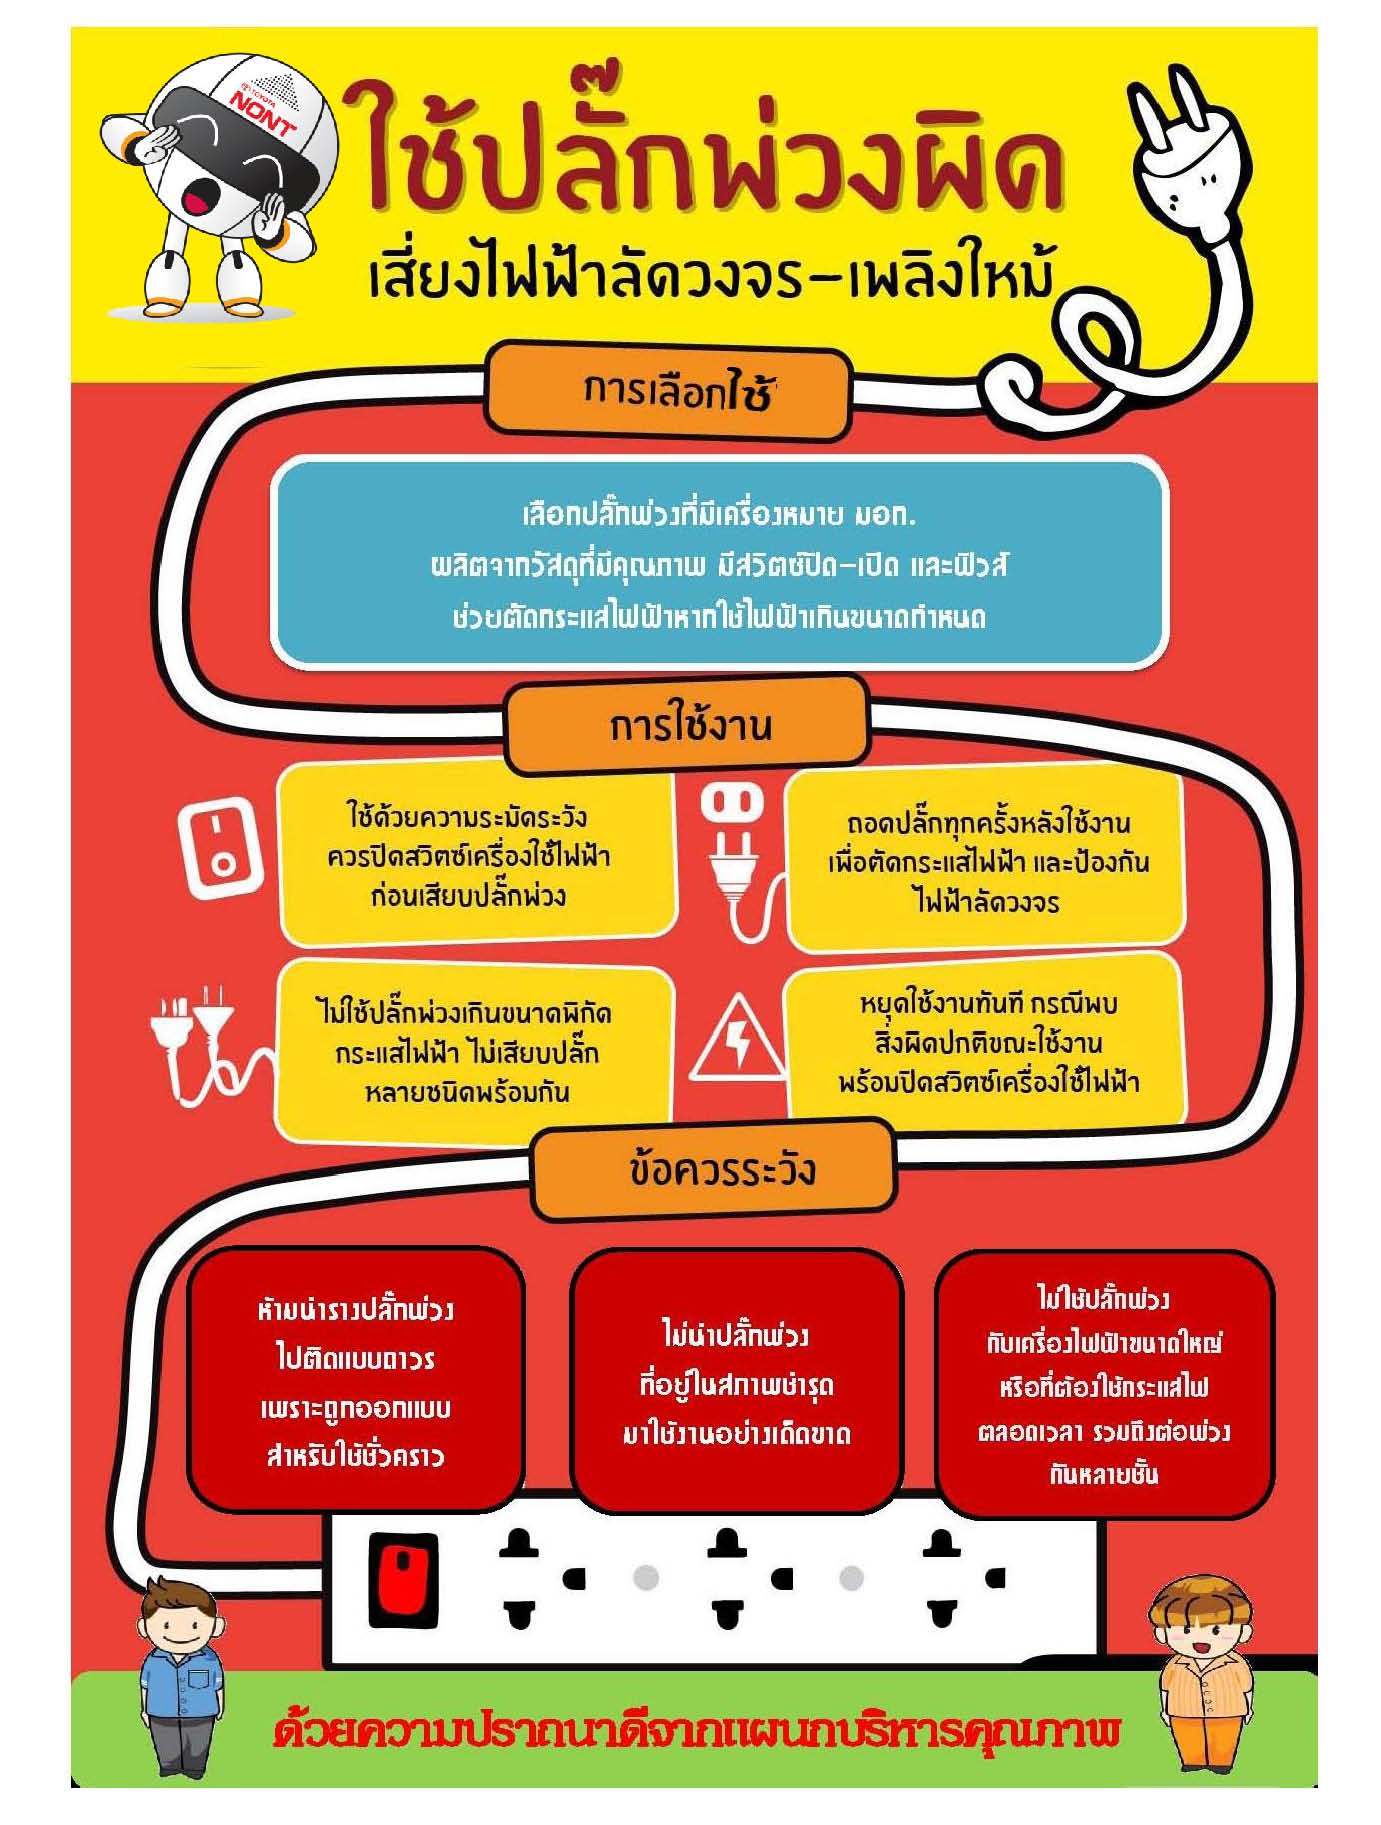 TOYOTA
NONT
ใช้ปลั๊กพ่วงผิด
เสี่ยงไฟฟ้าลัดวงจร-เพลิงไหม้
การเลือกใช้
เลือกปลั๊กพ่วงที่มีเครื่องหมาย มอก.
ผลิตจากวัสดุที่มีคุณภาพ มีสวิตซ์ปิด-เปิด และฟิวส์
ช่วยตัดกระแสไฟฟ้าหากใช้ไฟฟ้าเกินขนาดกำหนด
การใช้งาน
ใช้ด้วยความระมัดระวัง
ควรปิดสวิตซ์เครื่องใช้ไฟฟ้า
ก่อนเสียบปลั๊กพ่วง
ถอดปลั๊กทุกครั้งหลังใช้งาน
เพื่อตัดกระแสไฟฟ้า และป้องกัน
ไฟฟ้าลัดวงจร
ไม่ใช้ปลั๊กพ่วงเกินขนาดพิกัด
กระแสไฟฟ้า ไม่เสียบปลั๊ก
หลายชนิดพร้อมกัน
หยุดใช้งานทันที กรณีพบ
สิ่งผิดปกติขณะใช้งาน
พร้อมปิดสวิตซ์เครื่องใช้ไฟฟ้า
ข้อควรระวัง
ห้ามนำรางปลั๊กพ่วง
ไปติดแบบถาวร
เพราะถูกออกแบบ
สำหรับใช้ชั่วคราว
ไม่นำปลั๊กพ่วง
ที่อยู่ในสภาพชำรุด
มาใช้งานอย่างเด็ดขาด
ไม่ใช้ปลั๊กพ่วง
กับเครื่องไฟฟ้าขนาดใหญ่
หรือที่ต้องใช้กระแสไฟ
ตลอดเวลา รวมถึงต่อพ่วง
กันหลายชั้น
ด้วยความปรารถนาดีจากแผนกบริหารคุณภาพ